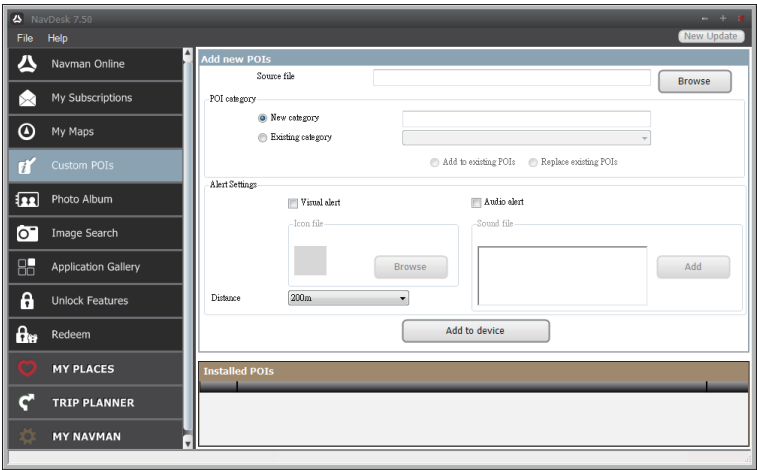 NavDesk 7.50
File Help
New Update
Navman Online
My Subscriptions
My Maps
Custom POIs
Photo Album
Image Search
Application Gallery
Unlock Features
Redeem
MY PLACES
TRIP PLANNER
MY NAVMAN
Add new POIs
Source file
Browse
POI category
New category
Existing category
Add to existing POIs Replace existing POIs
Alert Settings
Visual alert Audio alert
Icon file Sound file
Browse Add
Distance 200m
Add to device
Installed POIs